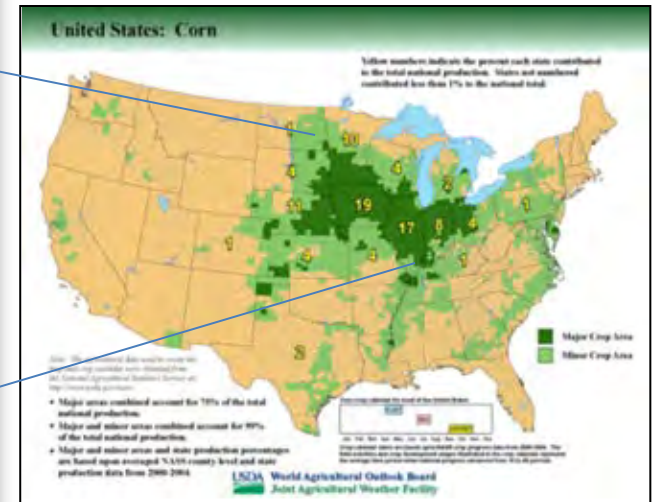 United States: Corn
Yellow numbers indicate the percent each state contributed
to the total national production. States not numbered
contributed less than 1% to the national total.
1
10
4
4
2
11
19
17
8
4
1
1
4
4
1
2
Major Crop Area
Minor Crop Area
• Major areas combined account for 75% of the total
national production.
• Major and minor areas combined account for 99%
of the total national production.
• Major and minor areas and state production percentages
are based upon averaged NASS county-level and state
production data from 2000-2004.
USDA World Agricultural Outlook Board
Joint Agricultural Weather Facility